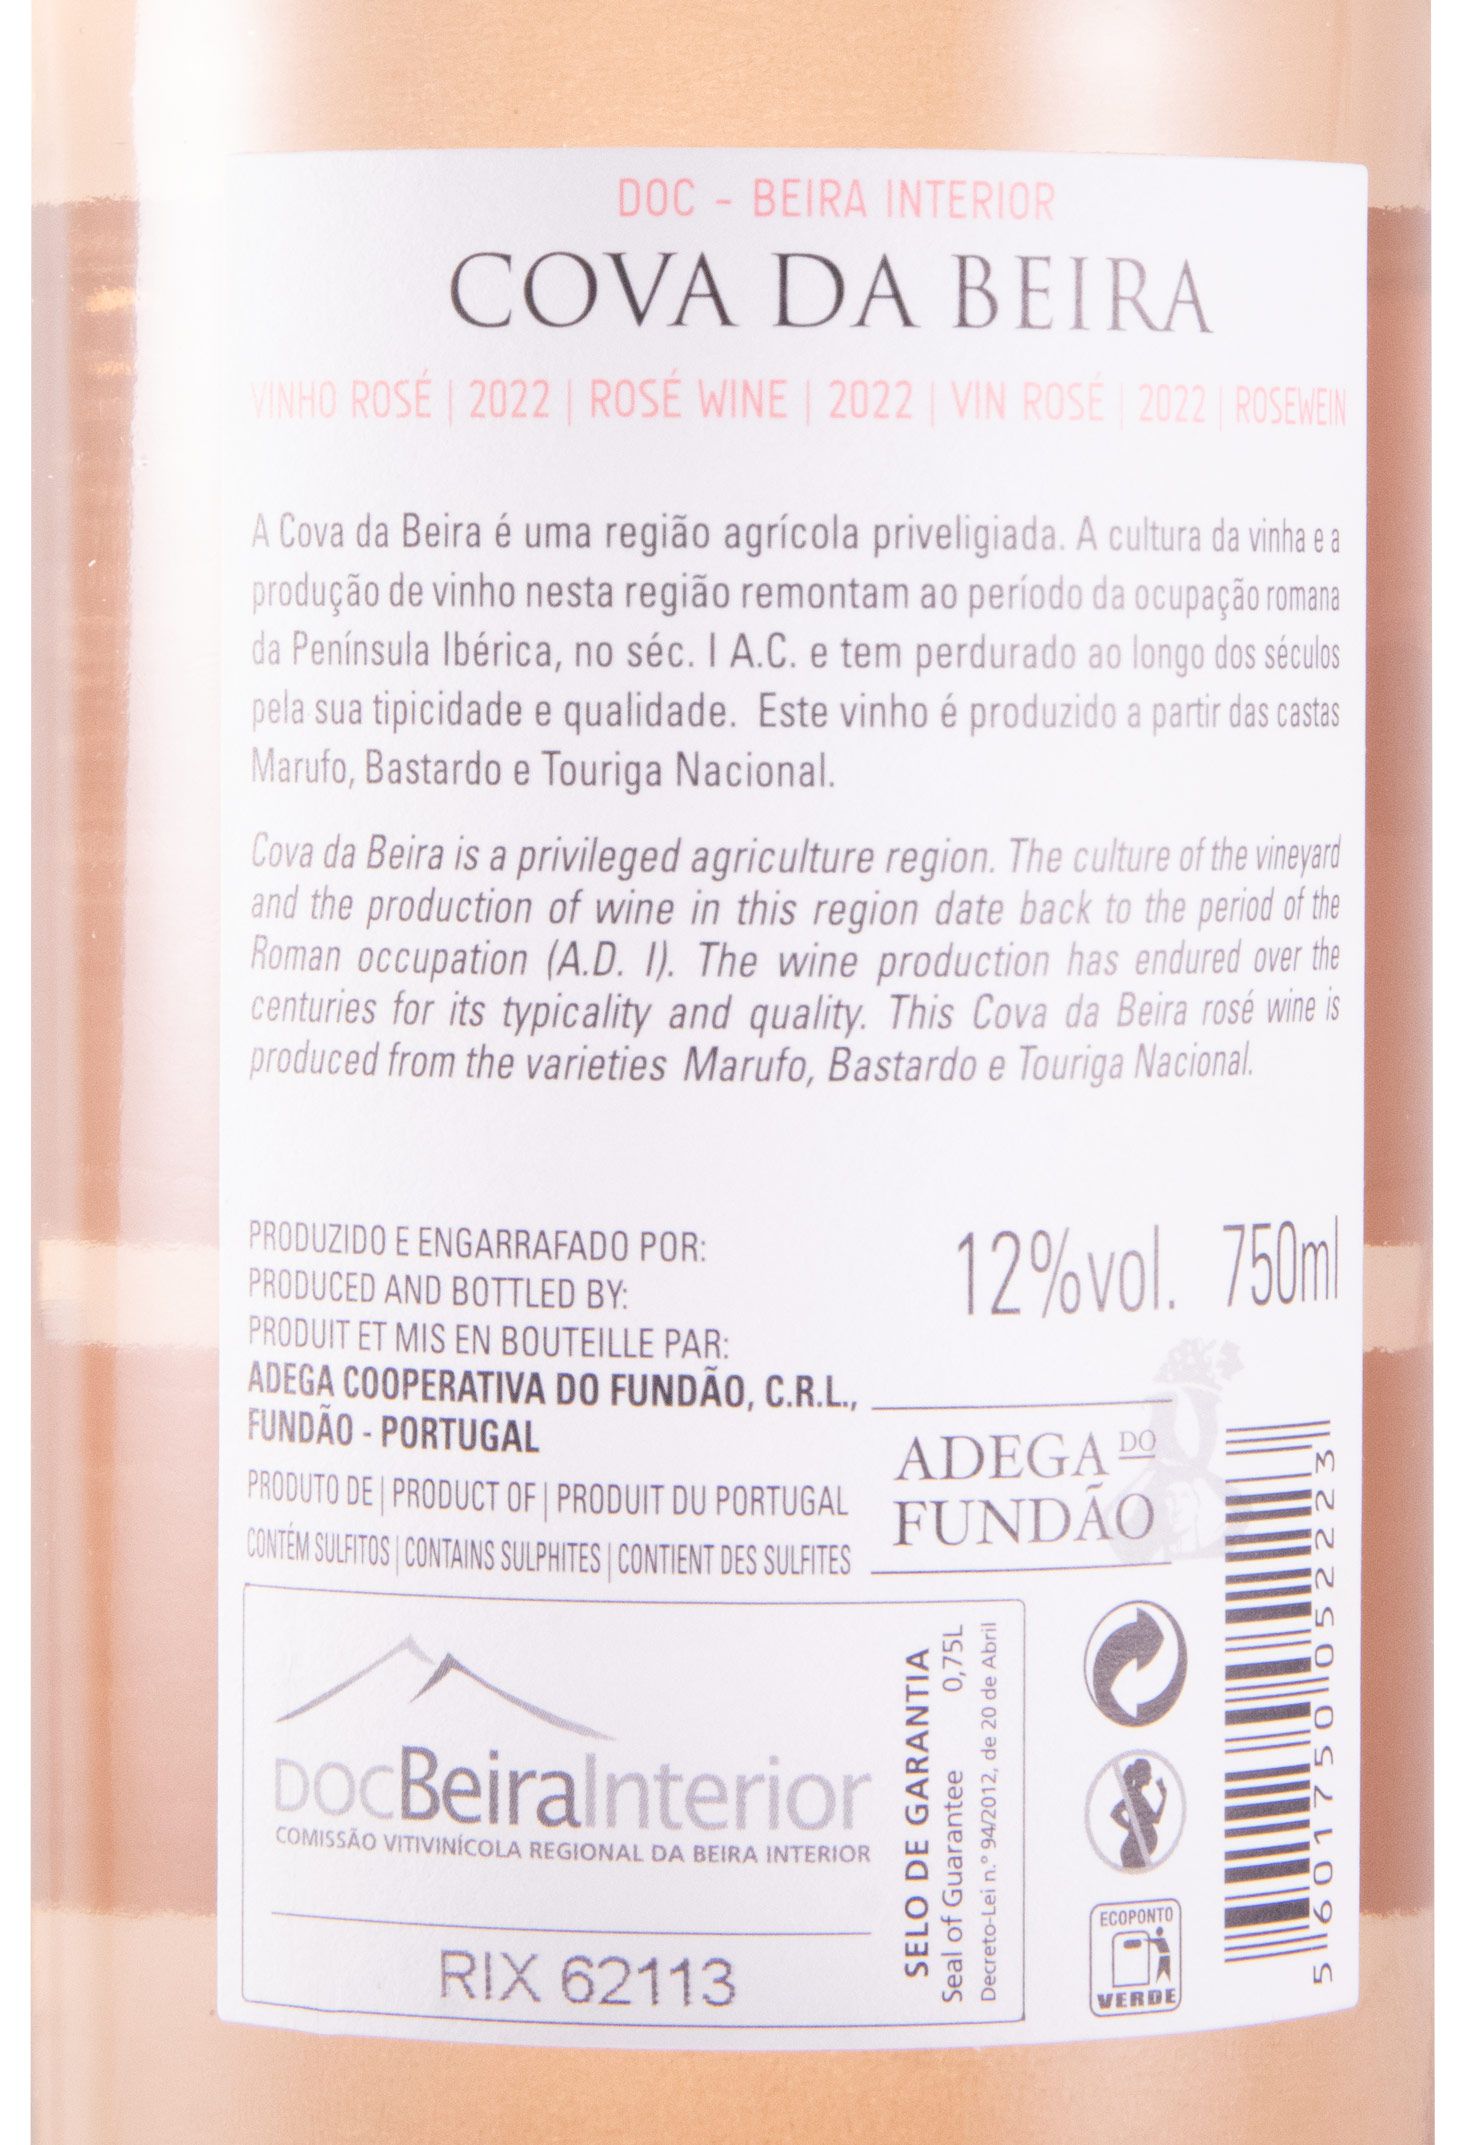 DOC - BEIRA INTERIOR
COVA DA BEIRA
VINHO ROSÉ | 2022 | ROSÉ WINE | 2022 | VIN ROSÉ | 2022 | ROSEWEIN
A Cova da Beira é uma região agrícola priveligiada. A cultura da vinha e a
produção de vinho nesta região remontam ao período da ocupação romana
da Península Ibérica, no séc. I A.C. e tem perdurado ao longo dos séculos
pela sua tipicidade e qualidade. Este vinho é produzido a partir das castas
Marufo, Bastardo e Touriga Nacional.
Cova da Beira is a privileged agriculture region. The culture of the vineyard
and the production of wine in this region date back to the period of the
Roman occupation (A.D. I). The wine production has endured over the
centuries for its typicality and quality. This Cova da Beira rosé wine is
produced from the varieties Marufo, Bastardo e Touriga Nacional.
PRODUZIDO E ENGARRAFADO POR:
PRODUCED AND BOTTLED BY:
PRODUIT ET MIS EN BOUTEILLE PAR:
ADEGA COOPERATIVA DO FUNDÃO, C.R.L.,
FUNDÃO - PORTUGAL
PRODUTO DE | PRODUCT OF | PRODUIT DU PORTUGAL
CONTÉM SULFITOS | CONTAINS SULPHITES | CONTIENT DES SULFITES
12%vol. 750ml
ADEGA DO
FUNDÃO
DOCBeiraInterior
COMISSÃO VITIVINÍCOLA REGIONAL DA BEIRA INTERIOR
RIX 62113
SELO DE GARANTIA
Seal of Guarantee 0,75L
Decreto-Lei n.º 94/2012, de 20 de Abril
ECOPONTO
VERDE
5 601750 052223